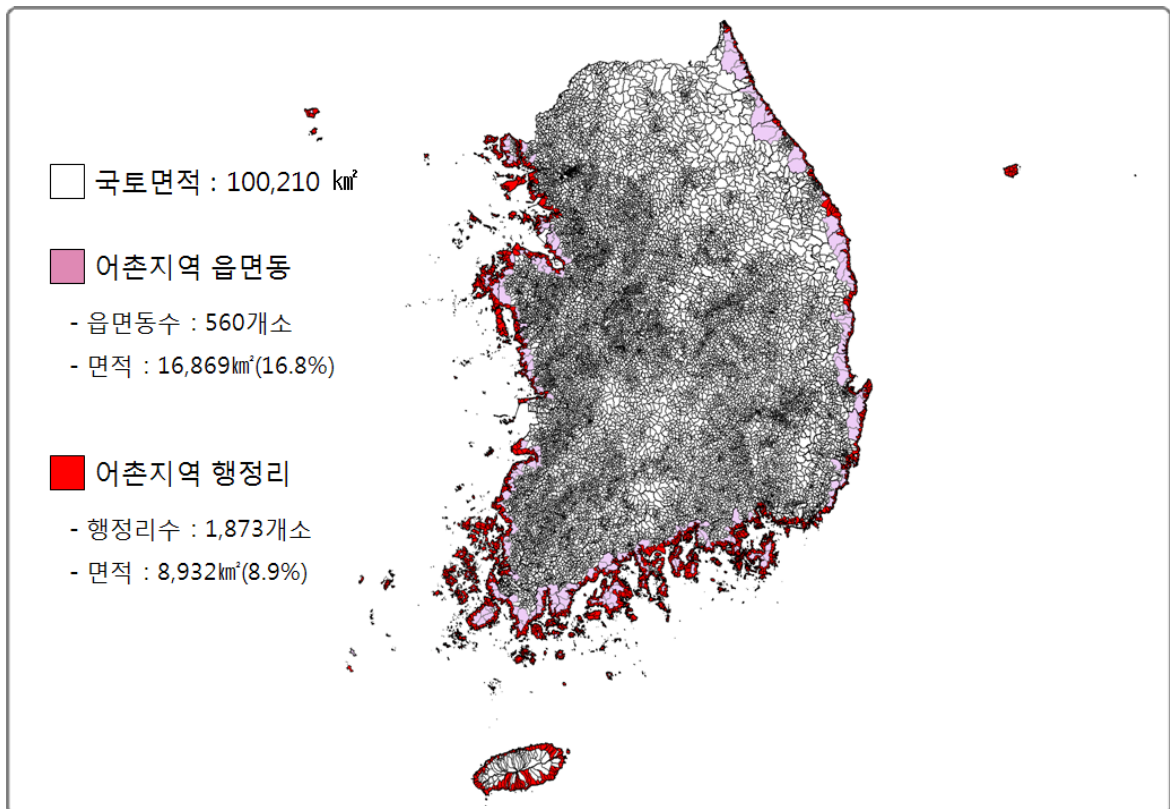 국토면적 : 100,210 ㎢
어촌지역 읍면동
- 읍면동수 : 560개소
- 면적 : 16,869㎢(16.8%)
어촌지역 행정리
- 행정리수 : 1,873개소
- 면적 : 8,932㎢(8.9%)